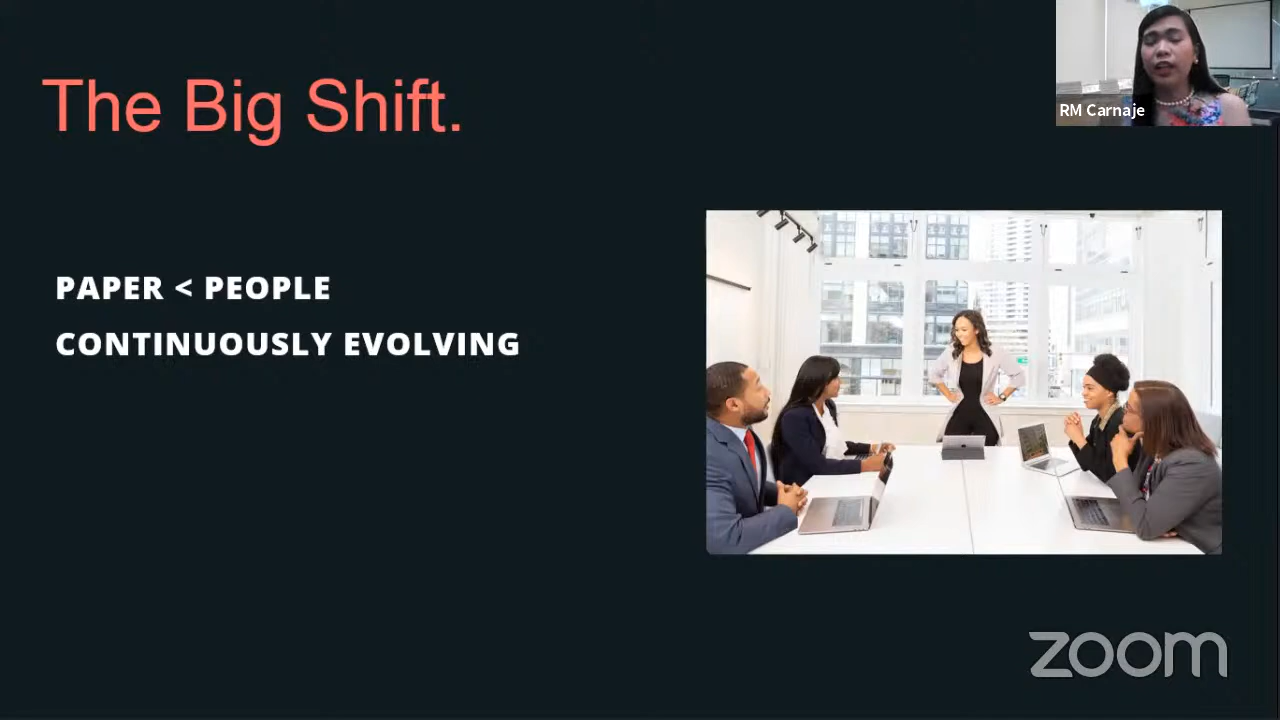 The Big Shift.
RM Carnaje
PAPER < PEOPLE
CONTINUOUSLY EVOLVING
zoom